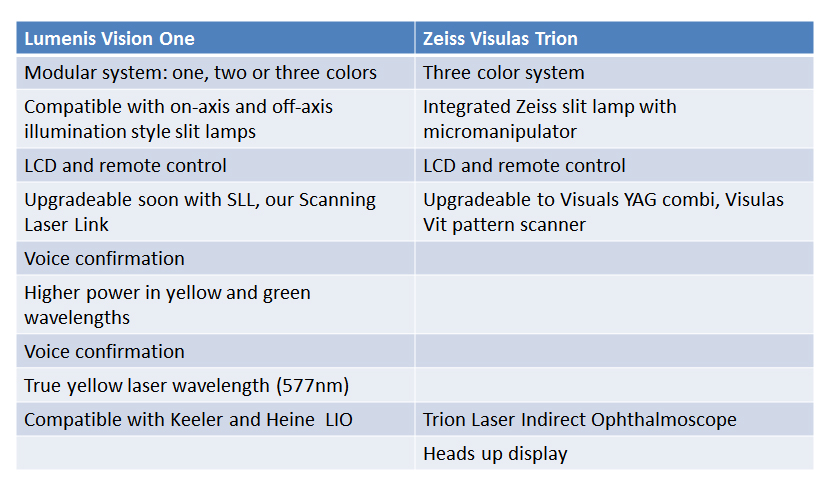 Lumenis Vision One
Zeiss Visulas Trion
Modular system: one, two or three colors
Three color system
Compatible with on-axis and off-axis
illumination style slit lamps
Integrated Zeiss slit lamp with
micromanipulator
LCD and remote control
LCD and remote control
Upgradeable soon with SLL, our Scanning
Laser Link
Upgradeable to Visuals YAG combi, Visulas
Vit pattern scanner
Voice confirmation
Higher power in yellow and green
wavelengths
Voice confirmation
True yellow laser wavelength (577nm)
Compatible with Keeler and Heine  LIO
Trion Laser Indirect Ophthalmoscope
Heads up display